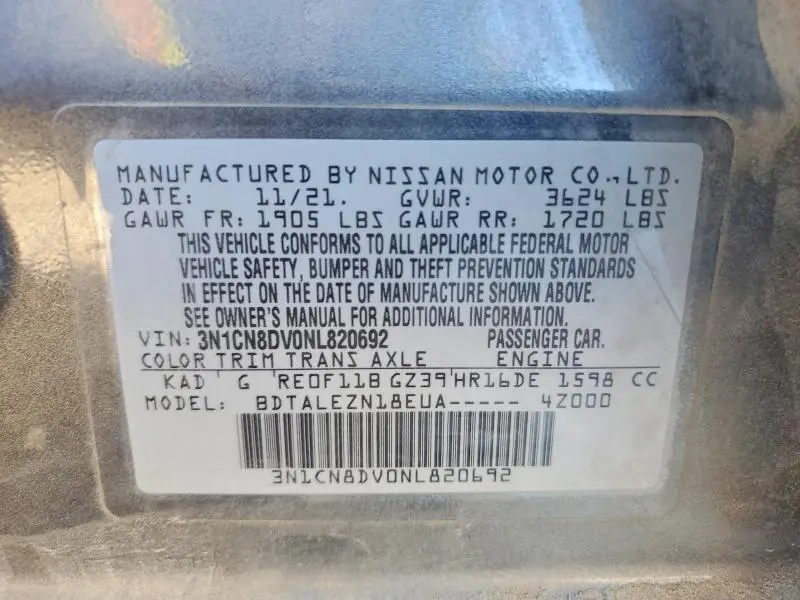 MANUFACTURED BY NISSAN MOTOR CO., LTD.
DATE: 11/21. GVWR: 3624 LBS
GAWR FR: 1905 LBS GAWR RR: 1720 LBS
THIS VEHICLE CONFORMS TO ALL APPLICABLE FEDERAL MOTOR
VEHICLE SAFETY, BUMPER AND THEFT PREVENTION STANDARDS
IN EFFECT ON THE DATE OF MANUFACTURE SHOWN ABOVE.
SEE OWNER'S MANUAL FOR ADDITIONAL INFORMATION.
VIN: 3N1CN8DV0NL820692 PASSENGER CAR.
COLOR TRIM TRANS AXLE ENGINE
KAD G RE0F11B GZ39 HR16DE 1598 CC
MODEL: BDTALEZN18EUA----- 4Z000
3N1CN8DV0NL820692